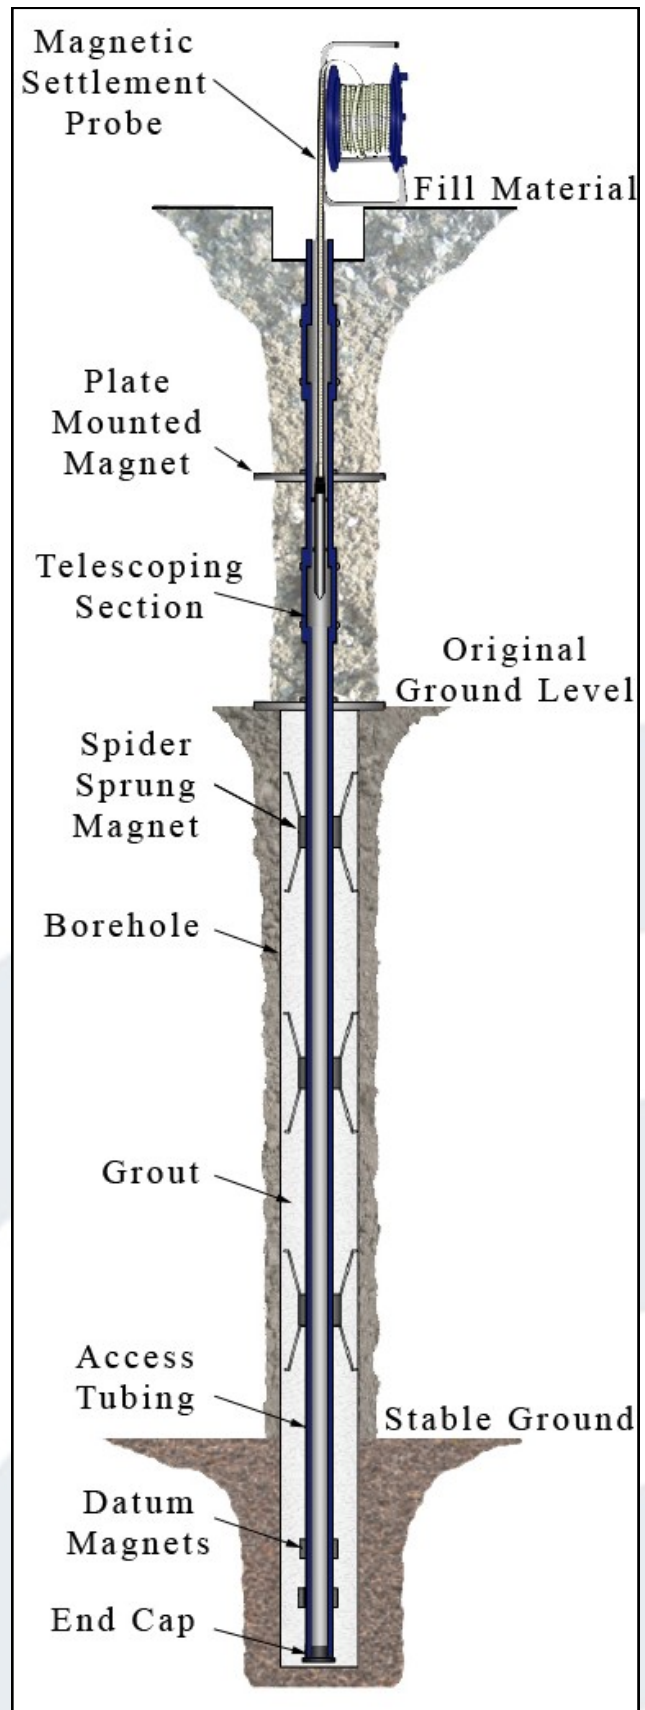 Magnetic
Settlement
Probe
Fill Material
Plate
Mounted
Magnet
Telescoping
Section
Original
Ground Level
Spider
Sprung
Magnet
Borehole
Grout
Access
Tubing
Stable Ground
Datum
Magnets
End Cap